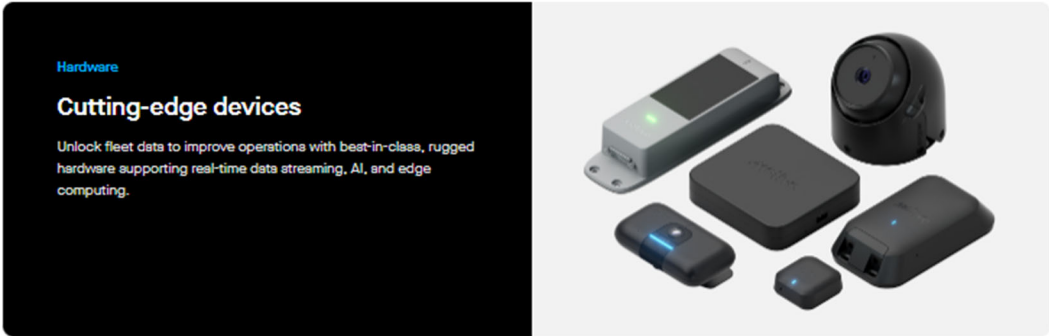 Hardware
Cutting-edge devices
Unlock fleet data to improve operations with best-in-class, rugged
hardware supporting real-time data streaming, AI, and edge
computing.